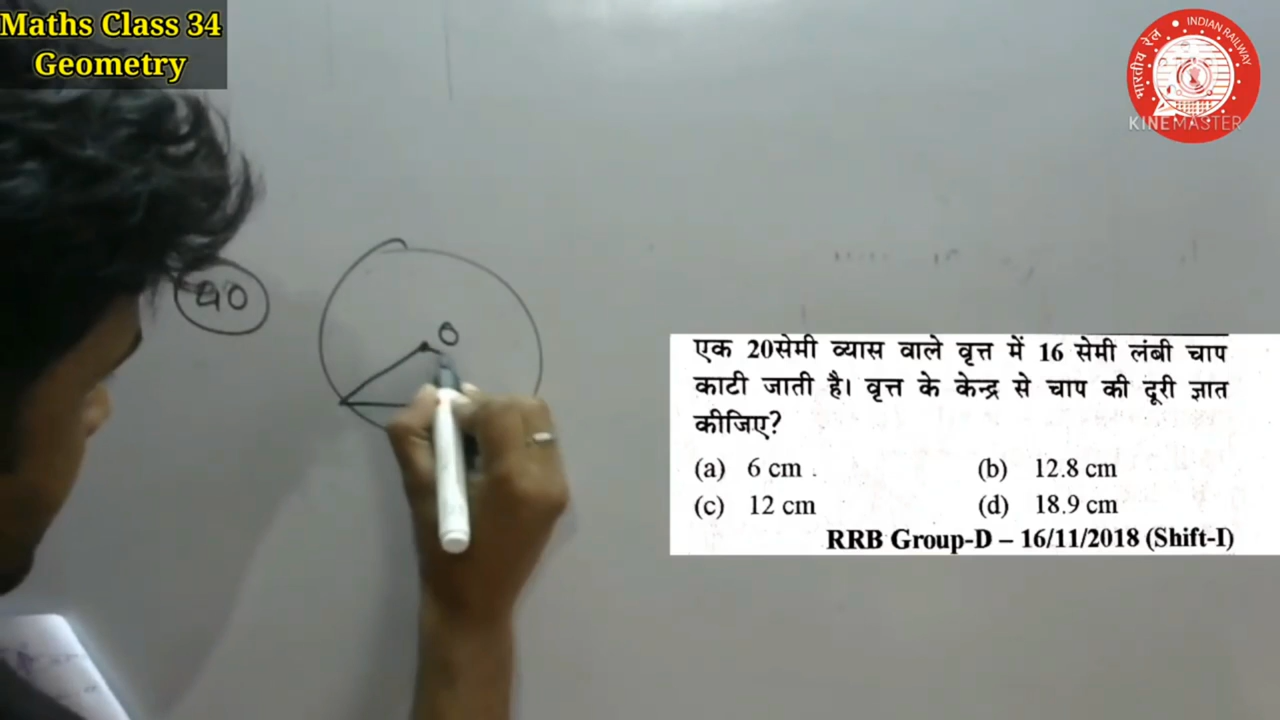 Maths Class 34
Geometry
भारतीय रेल
INDIAN RAILWAY
KINEMASTER
40
O
एक 20सेमी व्यास वाले वृत्त में 16 सेमी लंबी चाप
काटी जाती है। वृत्त के केन्द्र से चाप की दूरी ज्ञात
कीजिए?
(a) 6 cm .
(b) 12.8 cm
(c) 12 cm
(d) 18.9 cm
RRB Group-D – 16/11/2018 (Shift-I)